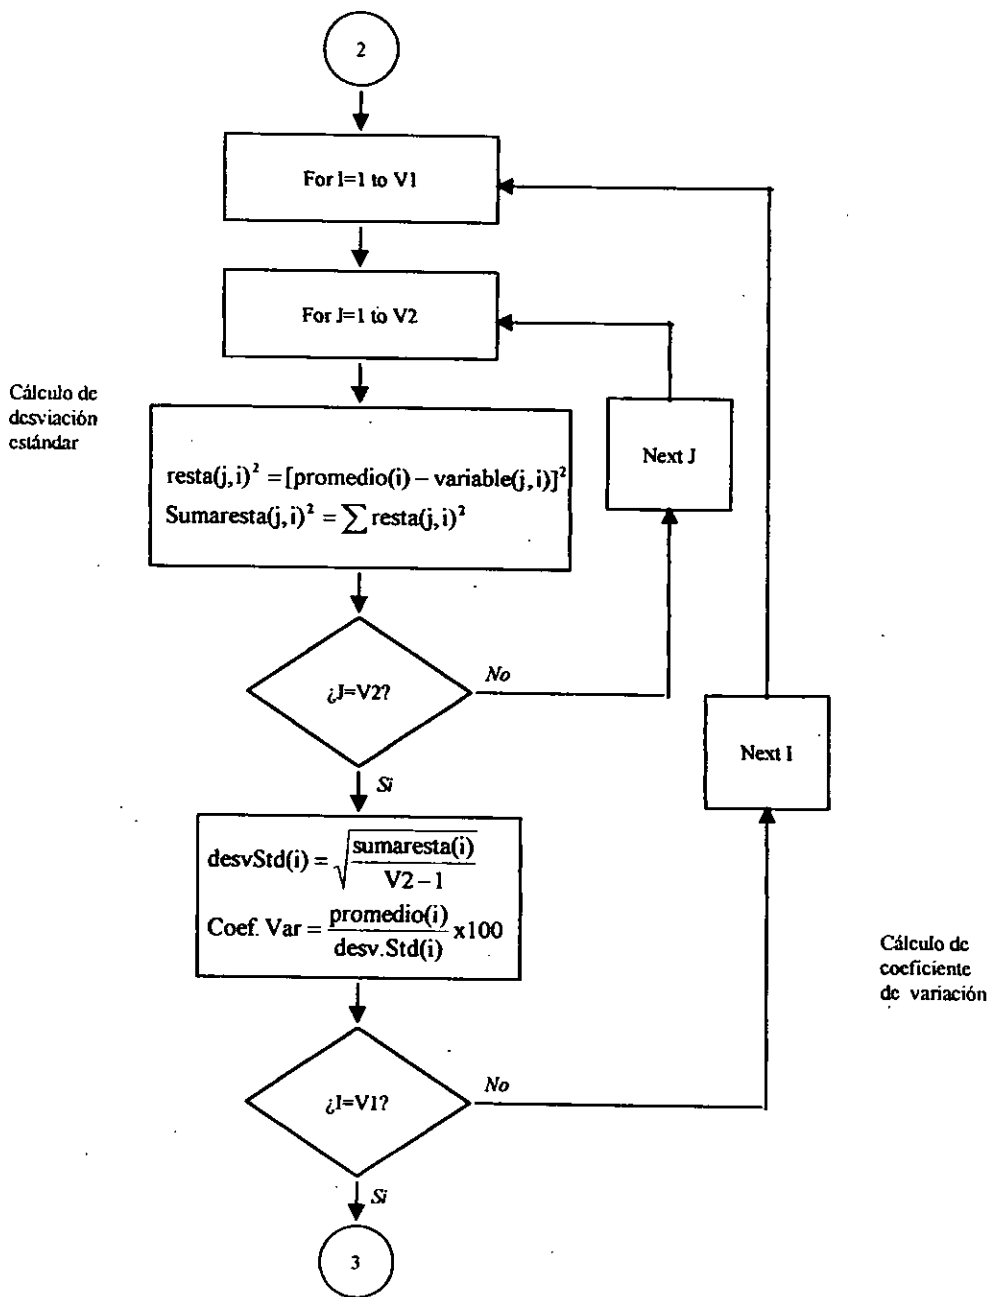 2
For I=1 to V1
For J=1 to V2
Cálculo de
desviación
estándar
resta(j,i)² = [promedio(i) − variable(j,i)]²
Sumaresta(j,i)² = ∑ resta(j,i)²
Next J
¿J=V2?
No
Si
Next I
desvStd(i) = √(sumaresta(i) / V2 − 1)
Coef. Var = promedio(i) / desv.Std(i) x100
Cálculo de
coeficiente
de variación
¿I=V1?
No
Si
3